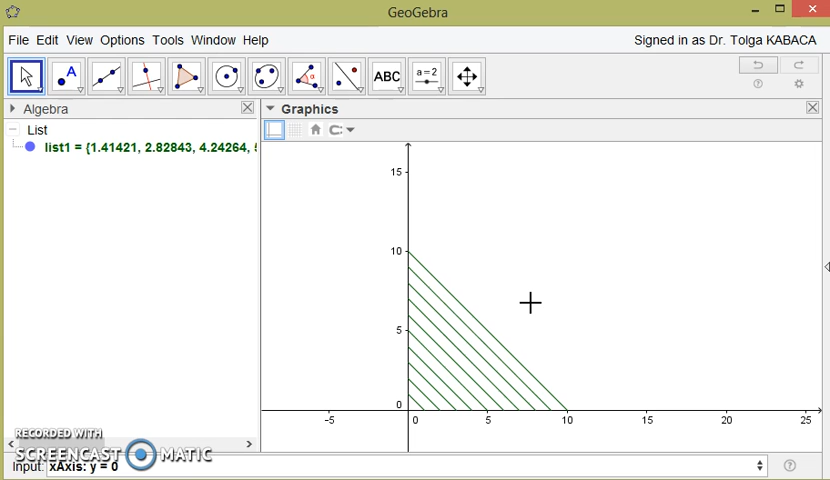 GeoGebra
File Edit View Options Tools Window Help
Signed in as Dr. Tolga KABACA
A
α
ABC
a=2
Algebra
Graphics
List
list1 = {1.41421, 2.82843, 4.24264,
15
10
5
0
-5 0 5 10 15 20 25
RECORDED WITH
SCREENCAST MATIC
Input: xAxis: y = 0